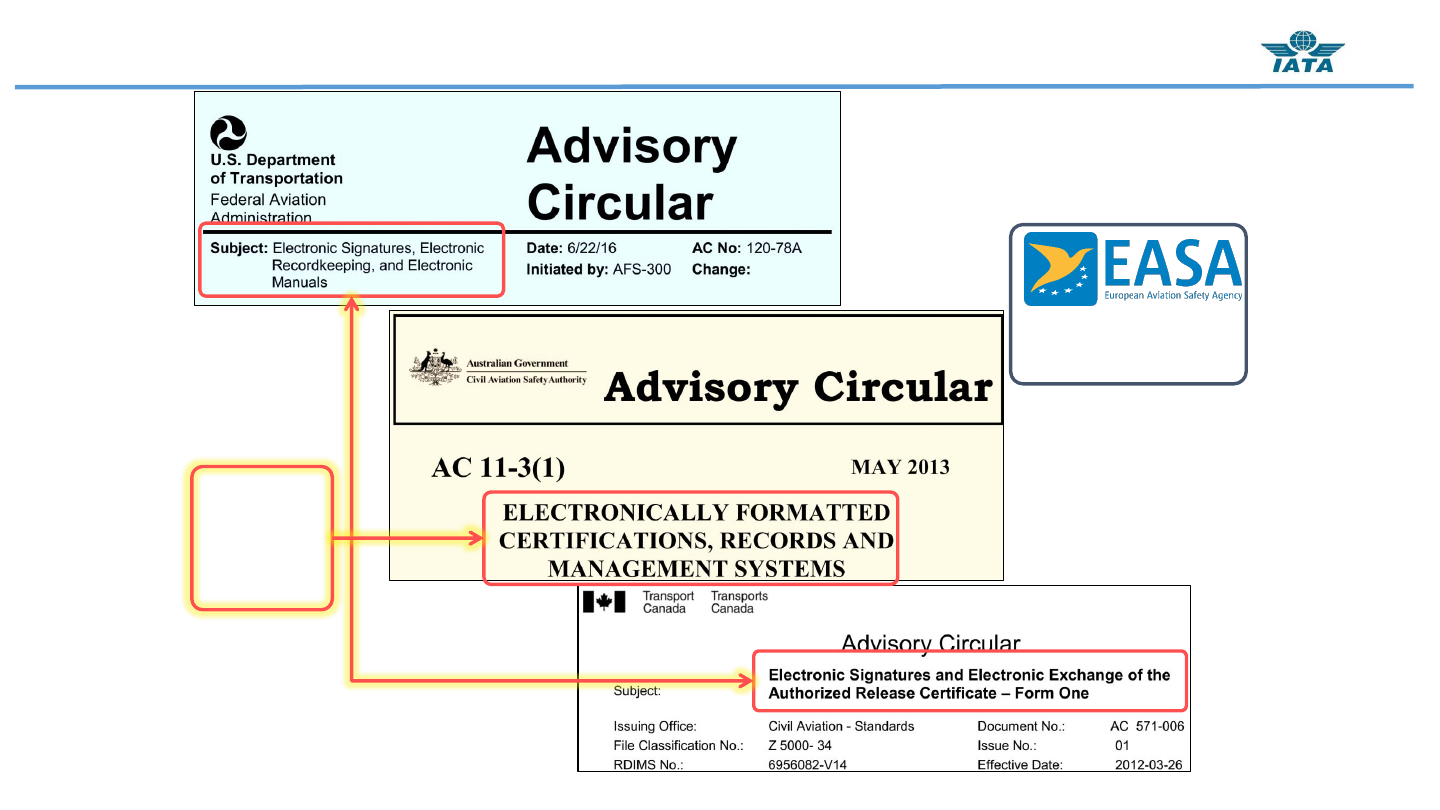 IATA
U.S. Department
of Transportation
Federal Aviation
Administration
Advisory
Circular
Subject: Electronic Signatures, Electronic
Recordkeeping, and Electronic
Manuals
Date: 6/22/16
AC No: 120-78A
Initiated by: AFS-300
Change:
EASA
European Aviation Safety Agency
Australian Government
Civil Aviation Safety Authority
Advisory Circular
AC 11-3(1)
MAY 2013
ELECTRONICALLY FORMATTED
CERTIFICATIONS, RECORDS AND
MANAGEMENT SYSTEMS
Transport
Canada
Transports
Canada
Advisory Circular
Subject:
Electronic Signatures and Electronic Exchange of the
Authorized Release Certificate – Form One
Issuing Office:
Civil Aviation - Standards
Document No.:
AC 571-006
File Classification No.:
Z 5000- 34
Issue No.:
01
RDIMS No.:
6956082-V14
Effective Date:
2012-03-26